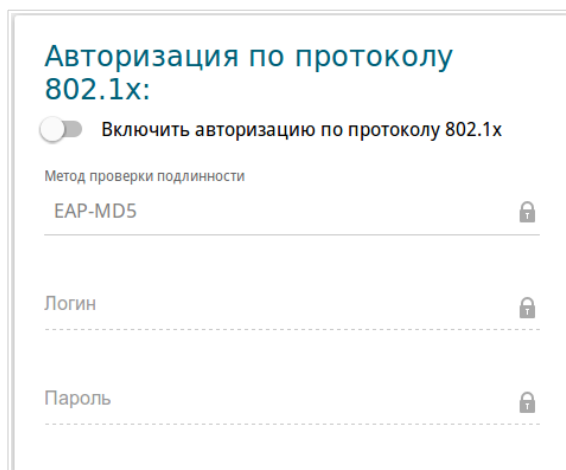 Авторизация по протоколу
802.1x:
Включить авторизацию по протоколу 802.1x
Метод проверки подлинности
EAP-MD5
Логин
Пароль